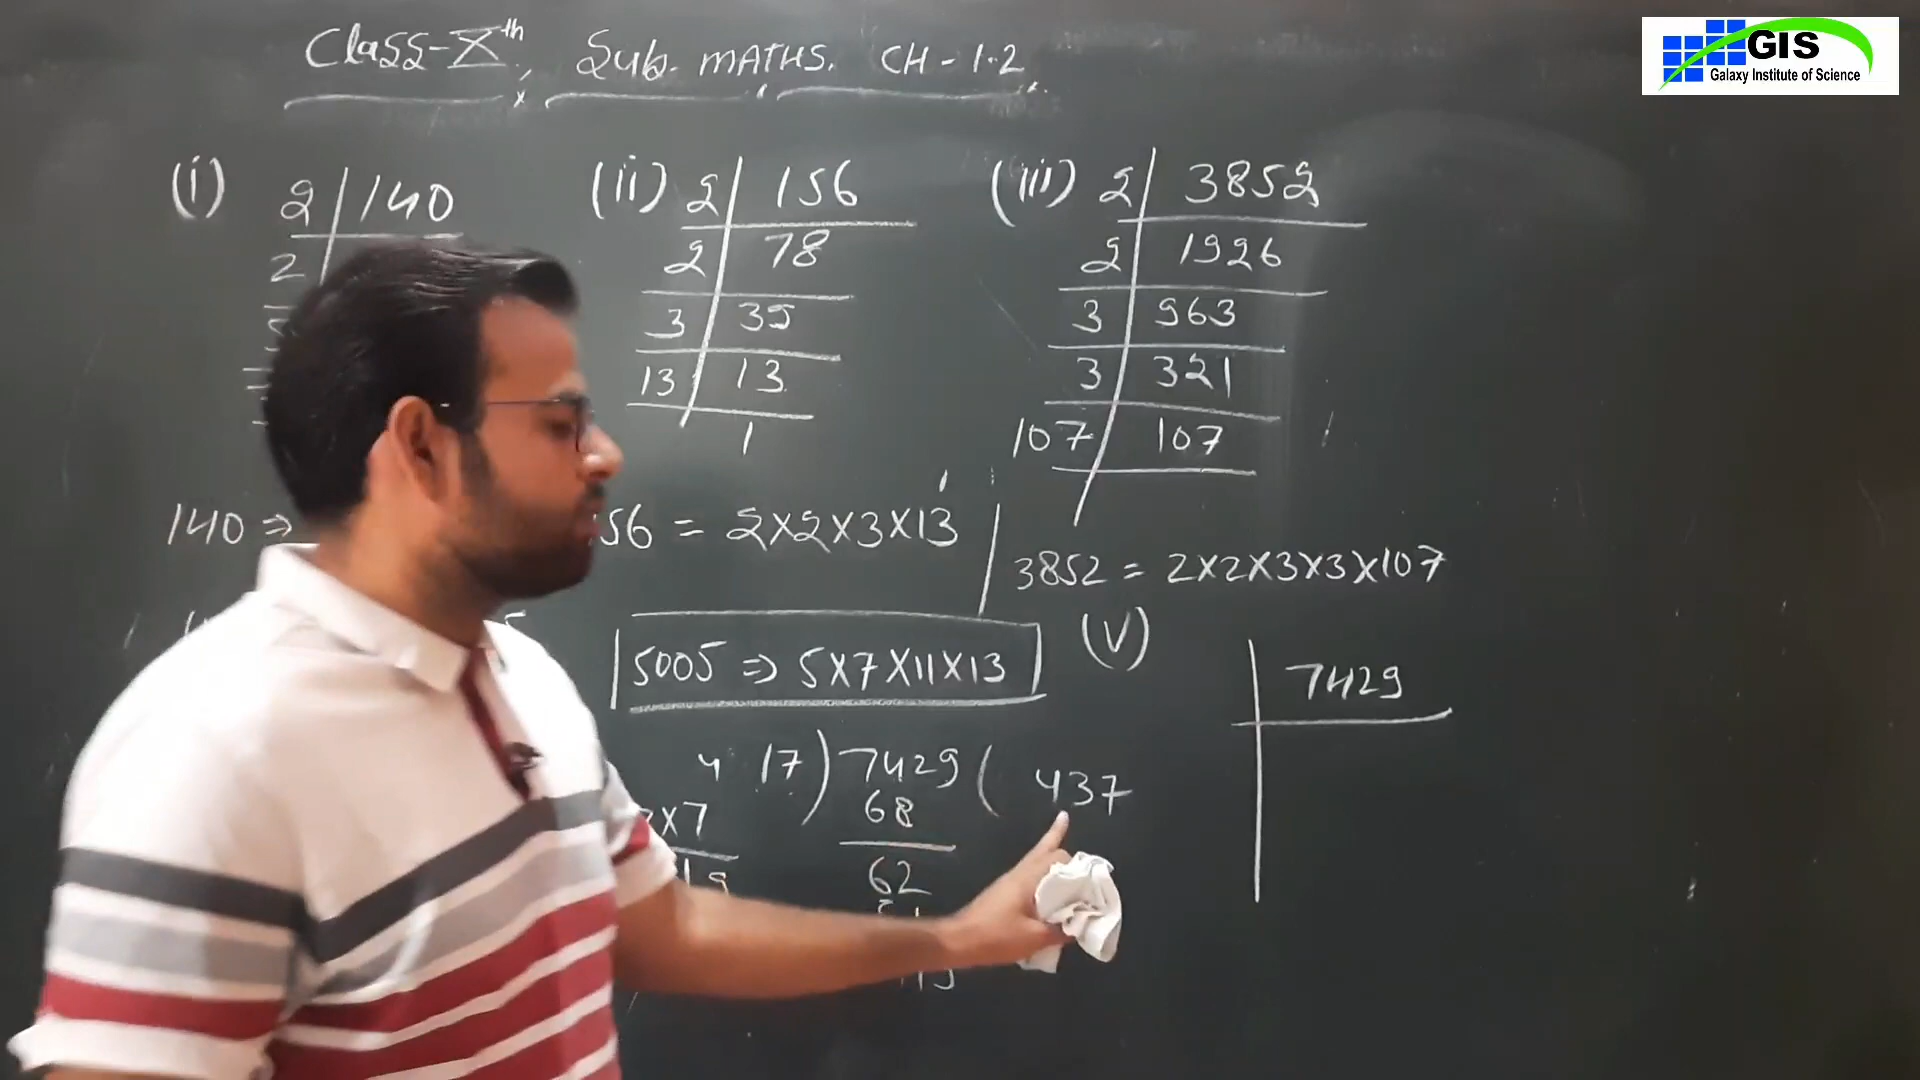 Class-Xth, Sub. MATHS. CH-1.2
GIS
Galaxy Institute of Science
(i) 2 140
2
(ii) 2 156
2 78
3 39
13 13
1
(iii) 2 3852
2 1926
3 963
3 321
107 107
140 ⇒
56 = 2×2×3×13
3852 = 2×2×3×3×107
5005 ⇒ 5×7×11×13
(V) 7429
4 17) 7429 ( 437
68
×7
62